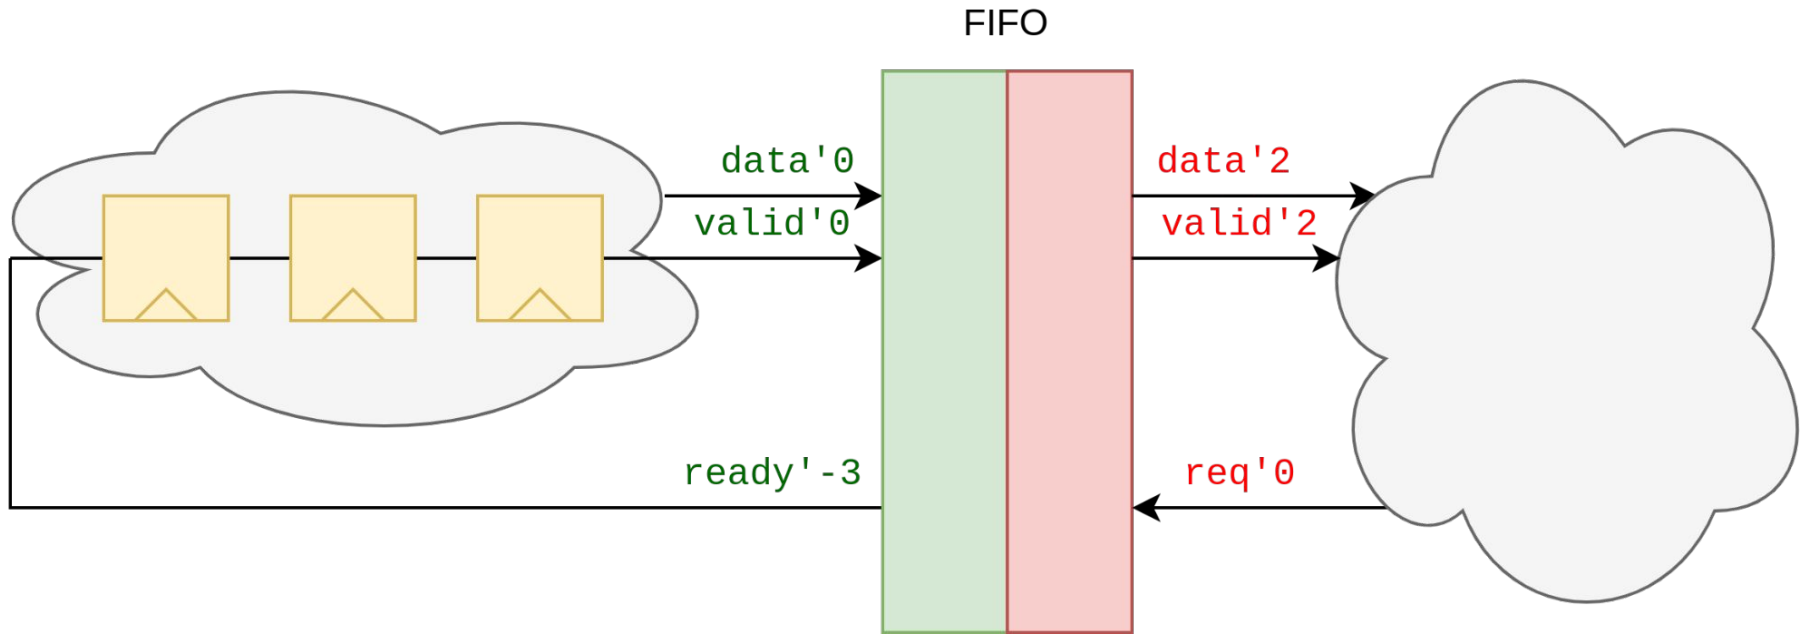 FIFO
data'0
data'2
valid'0
valid'2
ready'-3
req'0